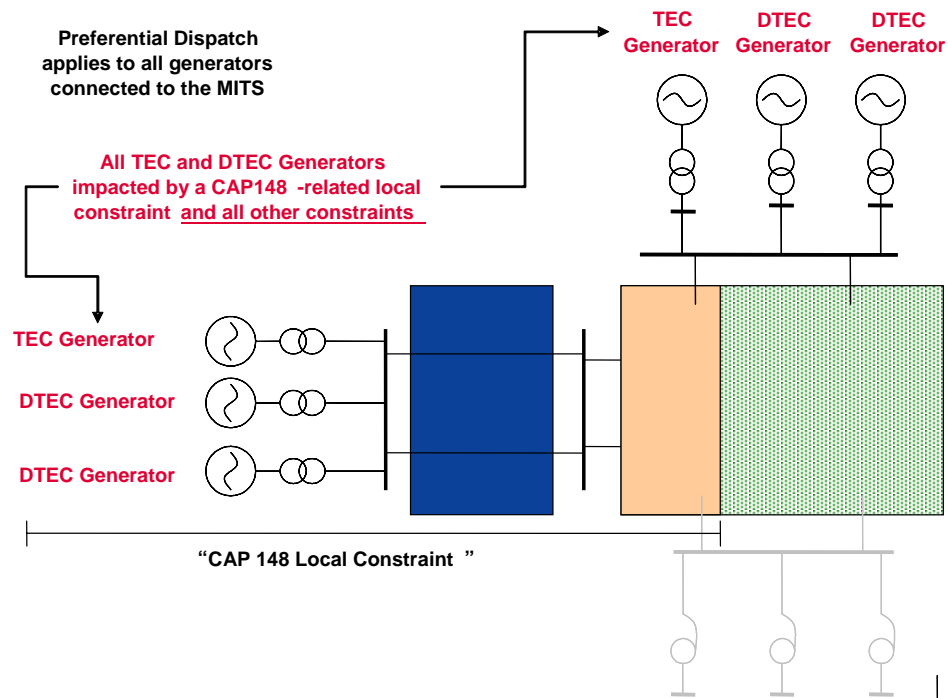 Preferential Dispatch
applies to all generators
connected to the MITS
TEC
Generator
DTEC
Generator
DTEC
Generator
All TEC and DTEC Generators
impacted by a CAP148 -related local
constraint and all other constraints
TEC Generator
DTEC Generator
DTEC Generator
“CAP 148 Local Constraint ”